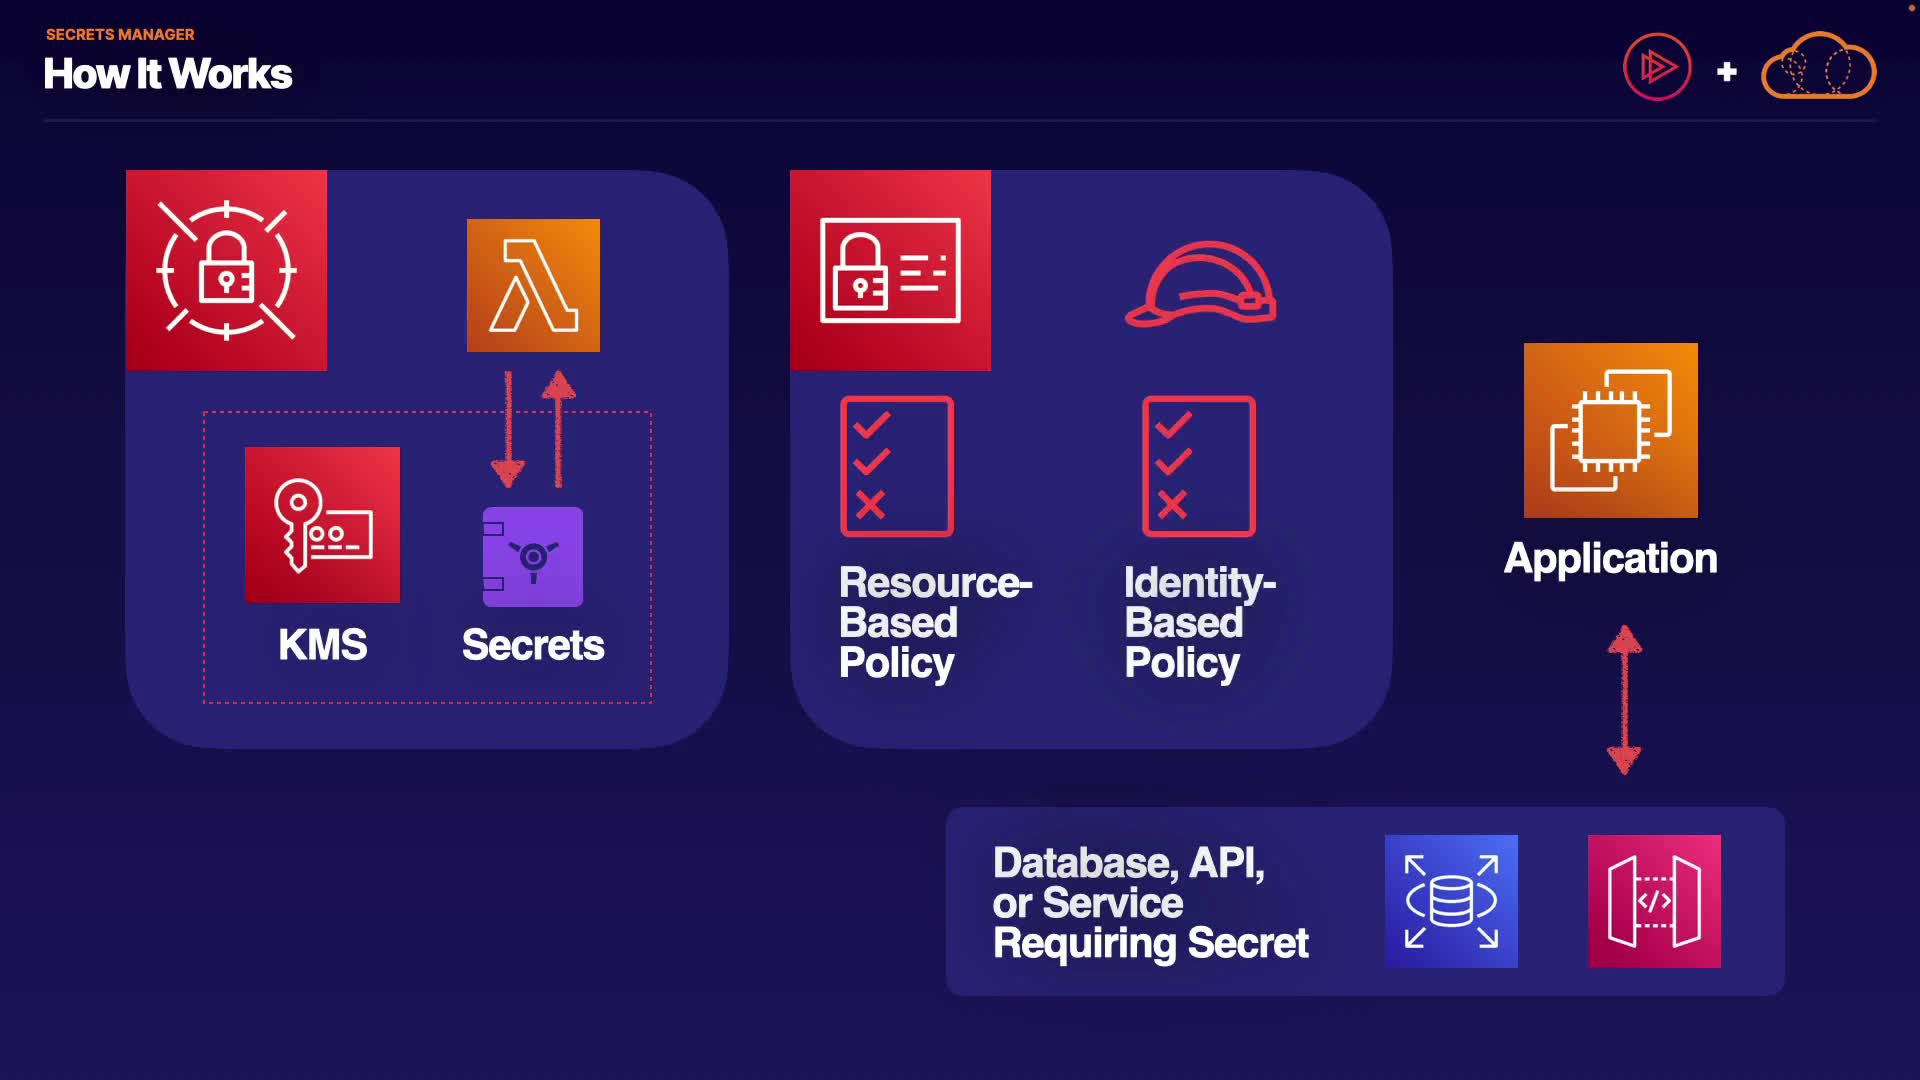 SECRETS MANAGER
How It Works
KMS
Secrets
Resource-
Based
Policy
Identity-
Based
Policy
Application
Database, API,
or Service
Requiring Secret